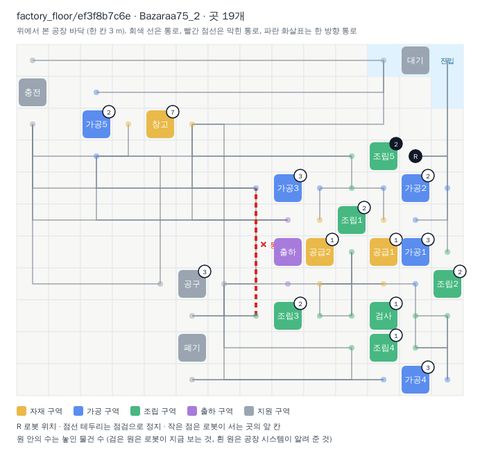 factory_floor/ef3f8b7c6e · Bazaraa75_2 · 곳 19개
위에서 본 공장 바닥 (한 칸 3 m). 회색 선은 통로, 빨간 점선은 막힌 통로, 파란 화살표는 한 방향 통로
대기
진입
충전
2
가공5
7
창고
2
조립5
R
3
가공3
2
가공2
2
조립1
출하
1
공급2
1
공급1
3
가공1
3
공구
2
조립2
2
조립3
1
검사
폐기
1
조립4
3
가공4
자재 구역
가공 구역
조립 구역
출하 구역
지원 구역
R 로봇 위치 · 점선 테두리는 점검으로 정지 · 작은 점은 로봇이 서는 곳의 앞 칸
원 안의 수는 놓인 물건 수 (검은 원은 로봇이 지금 보는 것, 흰 원은 공장 시스템이 알려 준 것)